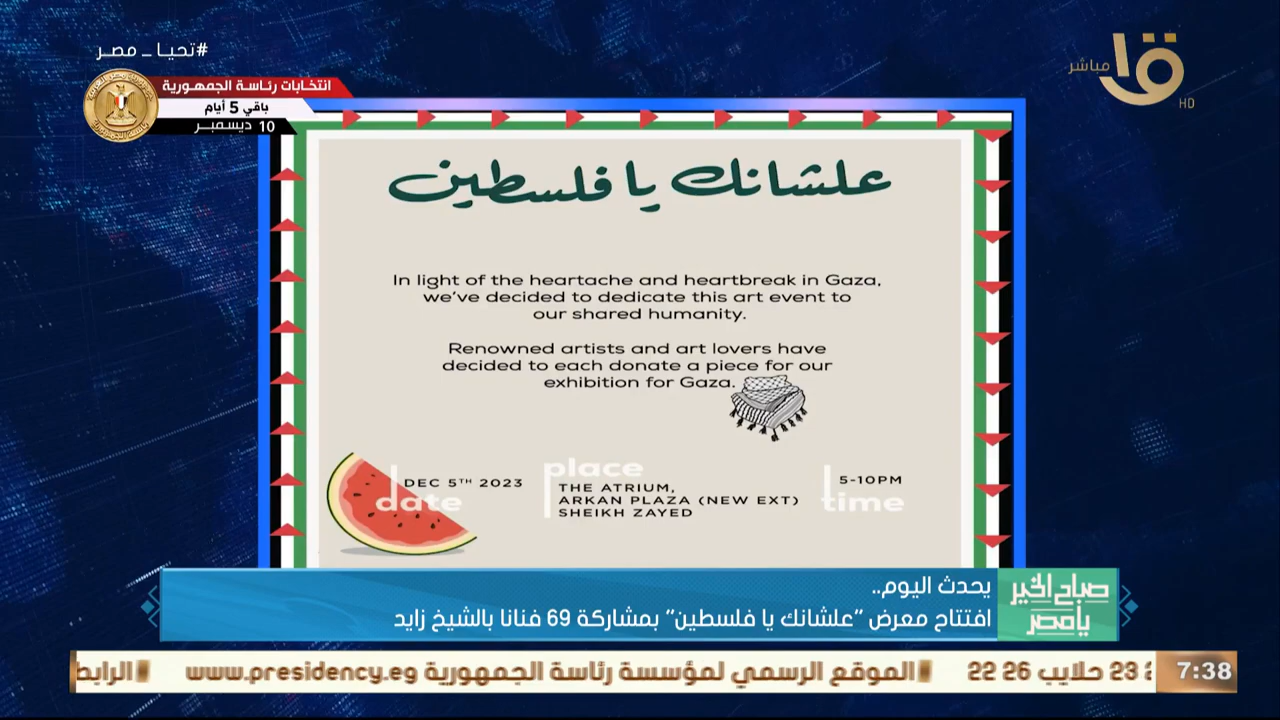 #تحيا _ مصر
انتخابات رئاسة الجمهورية
باقي 5 أيام
10 ديسمبر
مباشر
HD
علشانك يا فلسطين
In light of the heartache and heartbreak in Gaza,
we've decided to dedicate this art event to
our shared humanity.
Renowned artists and art lovers have
decided to each donate a piece for our
exhibition for Gaza.
date
DEC 5TH 2023
place
THE ATRIUM,
ARKAN PLAZA (NEW EXT)
SHEIKH ZAYED
time
5-10PM
صباح الخير
يا مصر
يحدث اليوم..
افتتاح معرض "علشانك يا فلسطين" بمشاركة 69 فنانا بالشيخ زايد
23 حلايب 26 22 الموقع الرسمي لمؤسسة رئاسة الجمهورية www.presidency.eg
7:38